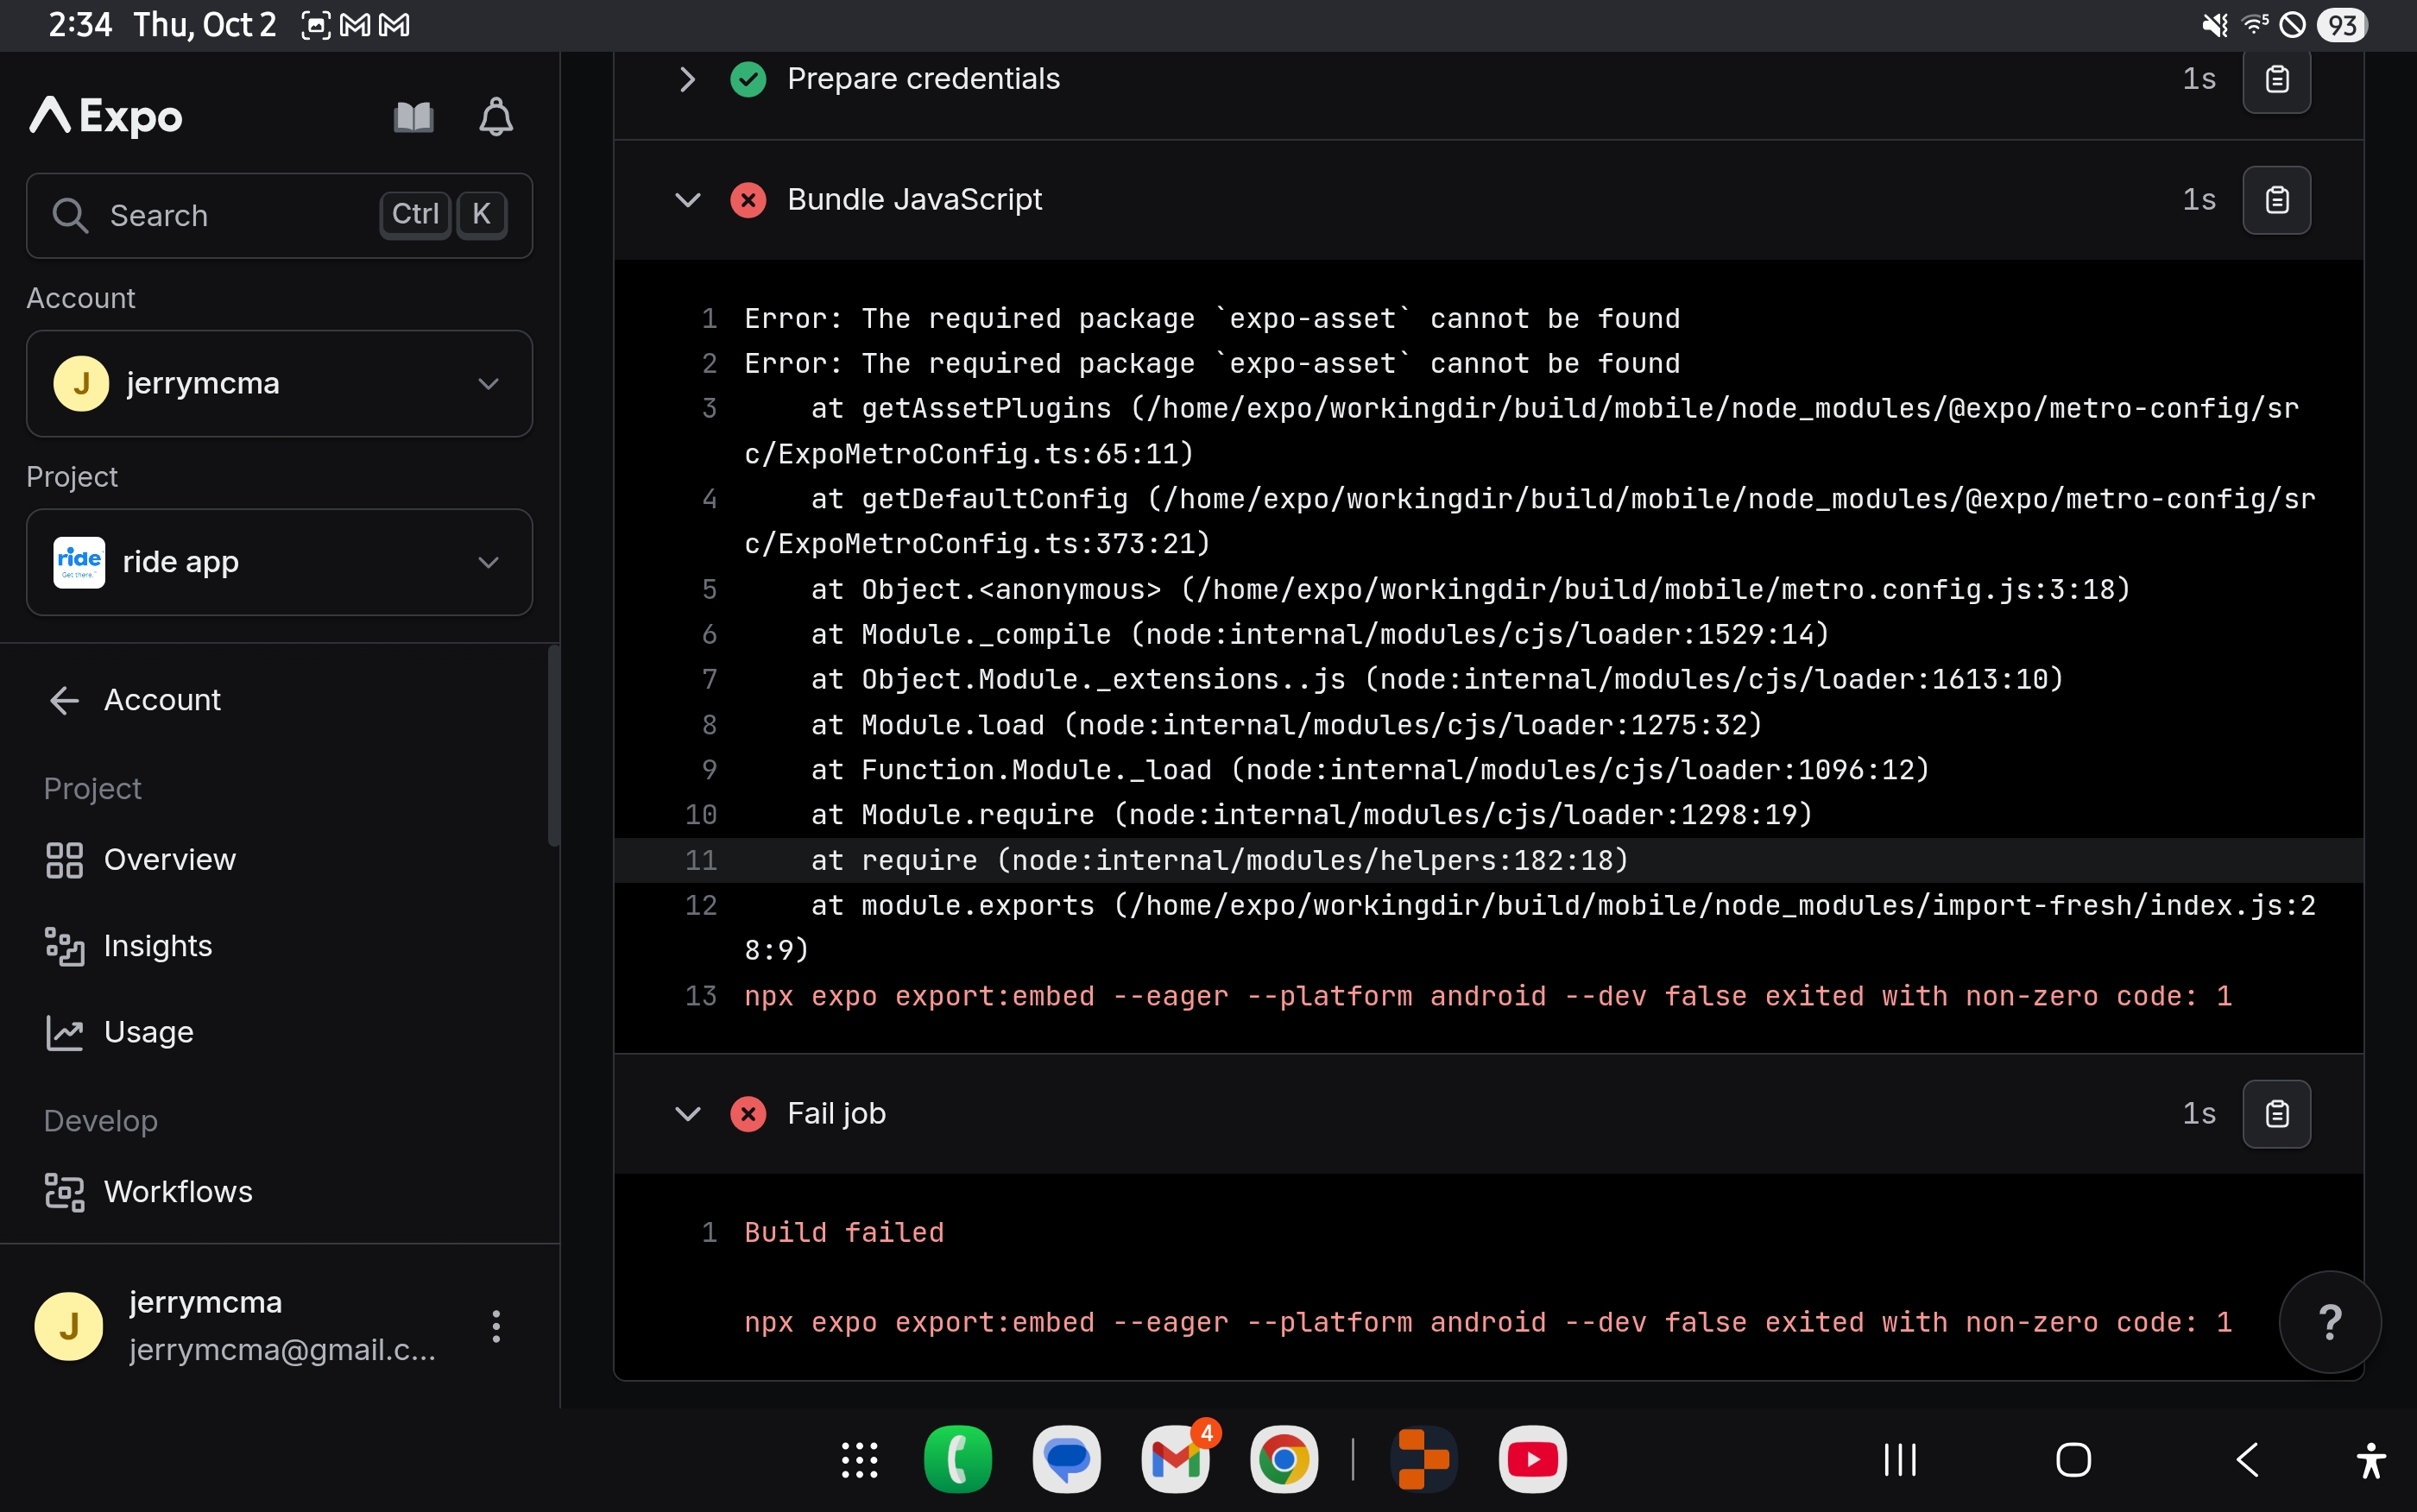 2:34 Thu, Oct 2
5
93
Expo
Search Ctrl K
Account
J jerrymcma
Project
ride
Get there.
ride app
Account
Project
Overview
Insights
Usage
Develop
Workflows
J
jerrymcma
jerrymcma@gmail.c...
Prepare credentials 1s
Bundle JavaScript 1s
1 Error: The required package `expo-asset` cannot be found
2 Error: The required package `expo-asset` cannot be found
3 at getAssetPlugins (/home/expo/workingdir/build/mobile/node_modules/@expo/metro-config/sr
c/ExpoMetroConfig.ts:65:11)
4 at getDefaultConfig (/home/expo/workingdir/build/mobile/node_modules/@expo/metro-config/sr
c/ExpoMetroConfig.ts:373:21)
5 at Object.<anonymous> (/home/expo/workingdir/build/mobile/metro.config.js:3:18)
6 at Module._compile (node:internal/modules/cjs/loader:1529:14)
7 at Object.Module._extensions..js (node:internal/modules/cjs/loader:1613:10)
8 at Module.load (node:internal/modules/cjs/loader:1275:32)
9 at Function.Module._load (node:internal/modules/cjs/loader:1096:12)
10 at Module.require (node:internal/modules/cjs/loader:1298:19)
11 at require (node:internal/modules/helpers:182:18)
12 at module.exports (/home/expo/workingdir/build/mobile/node_modules/import-fresh/index.js:2
8:9)
13 npx expo export:embed --eager --platform android --dev false exited with non-zero code: 1
Fail job 1s
1 Build failed
npx expo export:embed --eager --platform android --dev false exited with non-zero code: 1
?
4